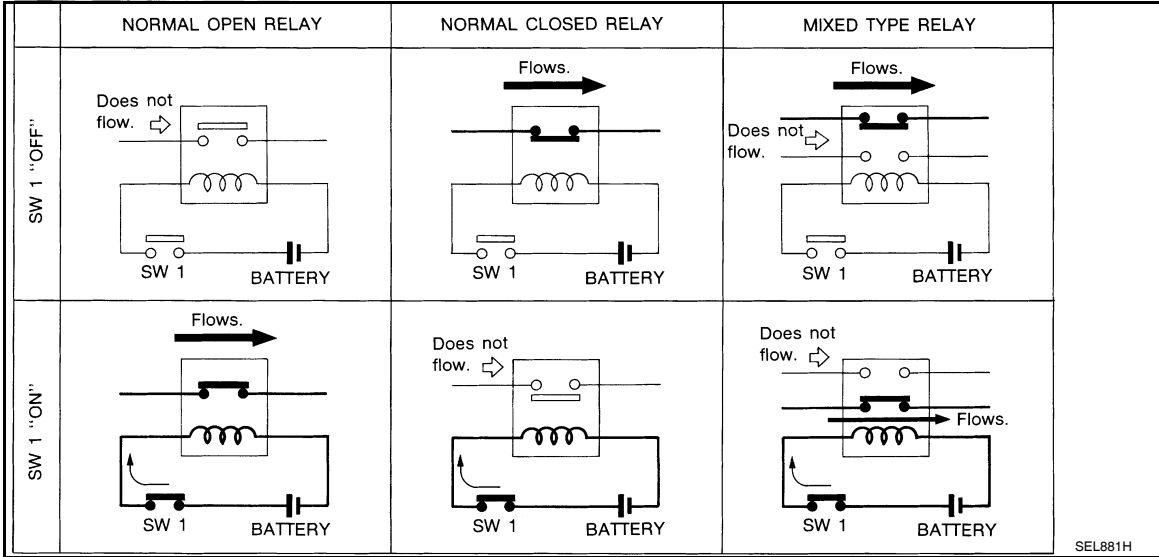 NORMAL OPEN RELAY
NORMAL CLOSED RELAY
MIXED TYPE RELAY
SW 1 "OFF"
Does not
flow.
SW 1
BATTERY
Flows.
SW 1
BATTERY
Flows.
Does not
flow.
SW 1
BATTERY
SW 1 "ON"
Flows.
SW 1
BATTERY
Does not
flow.
SW 1
BATTERY
Does not
flow.
Flows.
SW 1
BATTERY
SEL881H